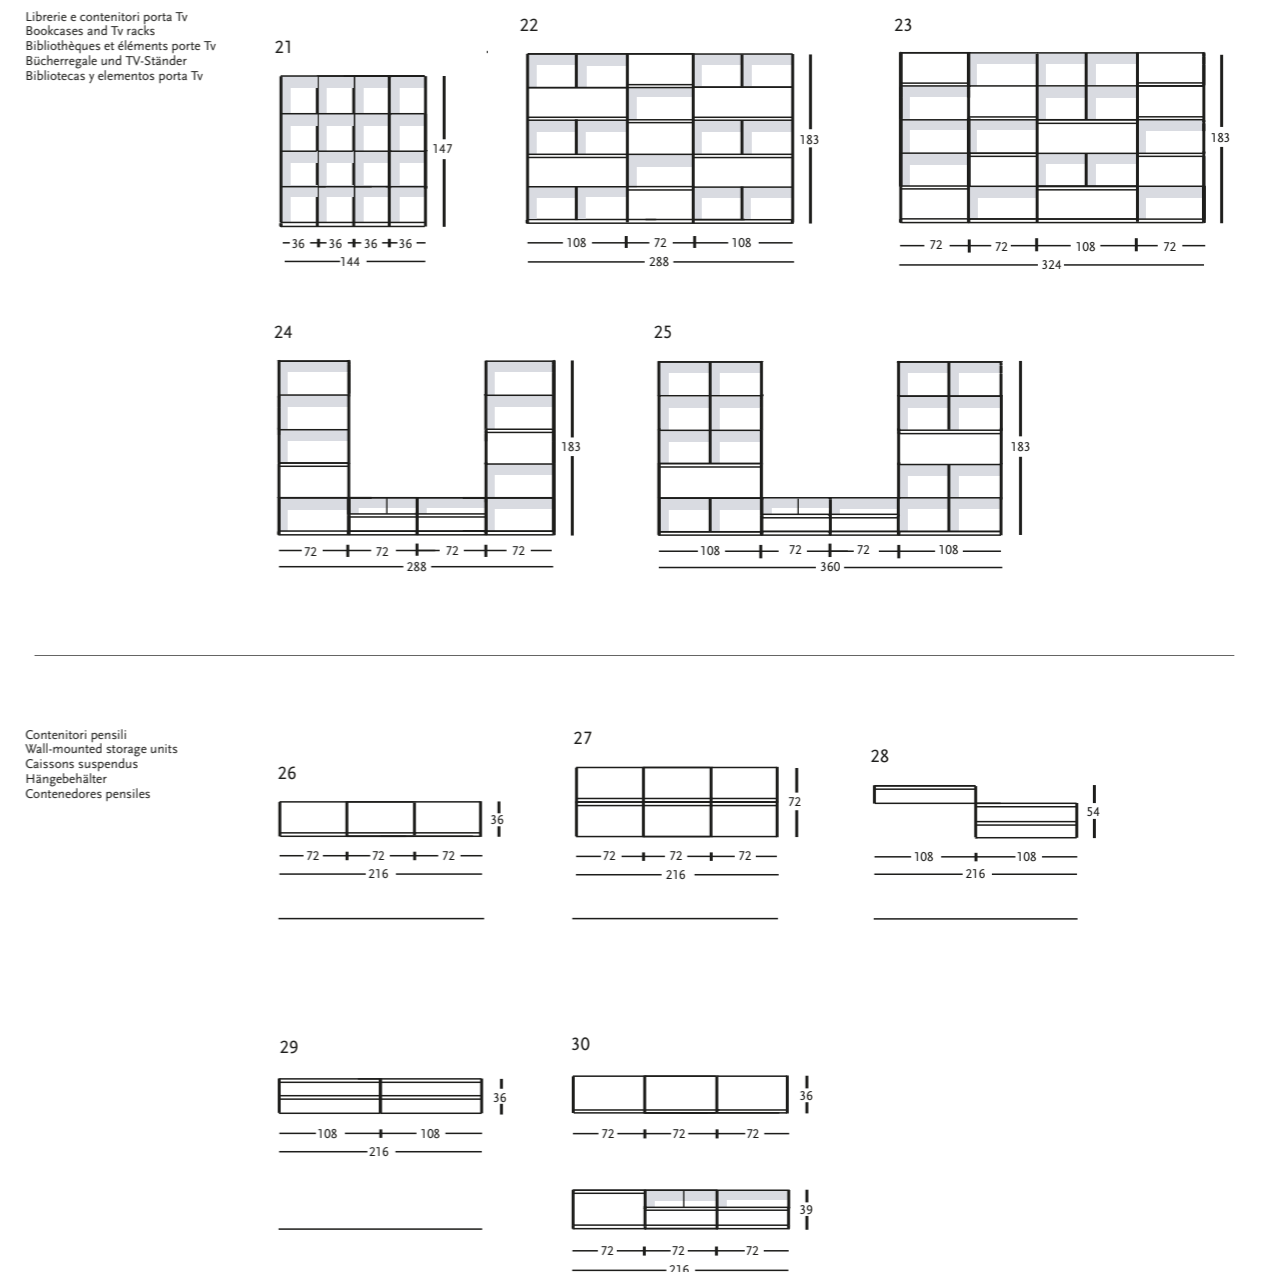 Librerie e contenitori porta Tv
Bookcases and Tv racks
Bibliothèques et éléments porte Tv
Bücherregale und TV-Ständer
Bibliotecas y elementos porta Tv
21
147
36 36 36 36
144
22
183
108 72 108
288
23
183
72 72 108 72
324
24
183
72 72 72 72
288
25
183
108 72 72 108
360
Contenitori pensili
Wall-mounted storage units
Caissons suspendus
Hängebehälter
Contenedores pensiles
26
36
72 72 72
216
27
72
72 72 72
216
28
54
108 108
216
29
36
108 108
216
30
36
72 72 72
39
72 72 72
216